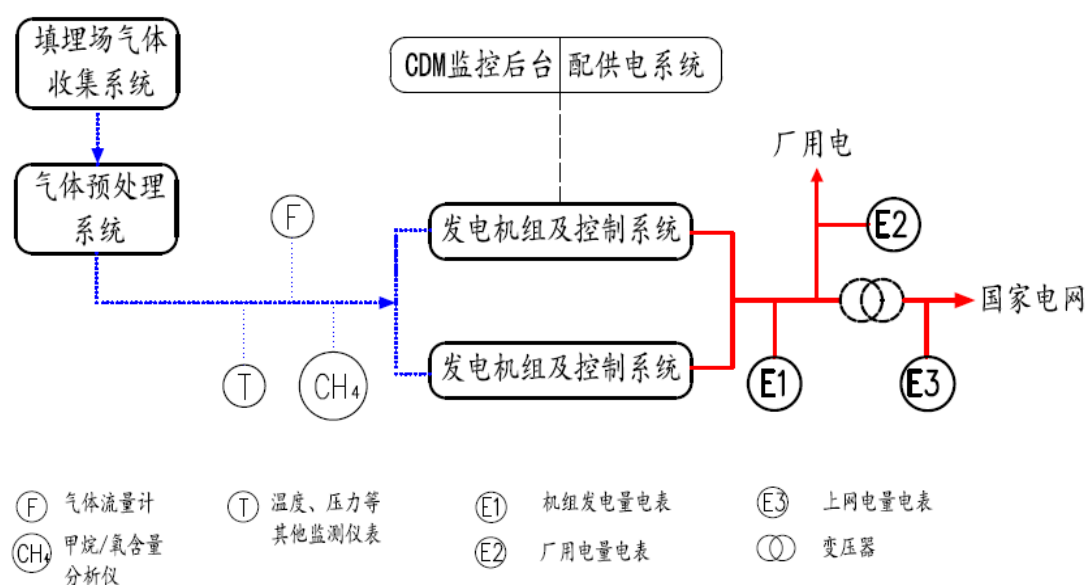 填埋场气体
收集系统
CDM监控后台 配供电系统
厂用电
气体预处理
系统
F
发电机组及控制系统
E2
国家电网
T
CH₄
发电机组及控制系统
E1
E3
F 气体流量计
CH₄ 甲烷/氧含量
分析仪
T 温度、压力等
其他监测仪表
E1 机组发电量电表
E2 厂用电量电表
E3 上网电量电表
变压器